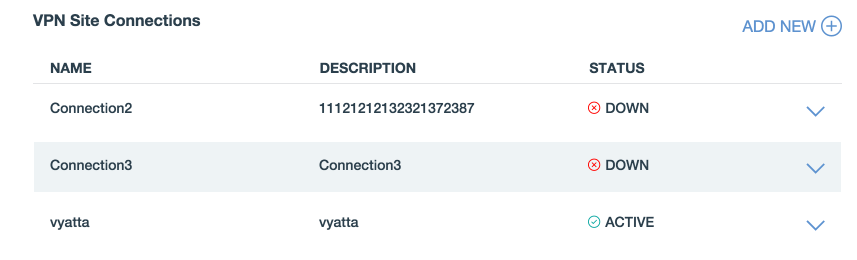 VPN Site Connections
ADD NEW
NAME DESCRIPTION STATUS
Connection2 11121212132321372387 DOWN
Connection3 Connection3 DOWN
vyatta vyatta ACTIVE